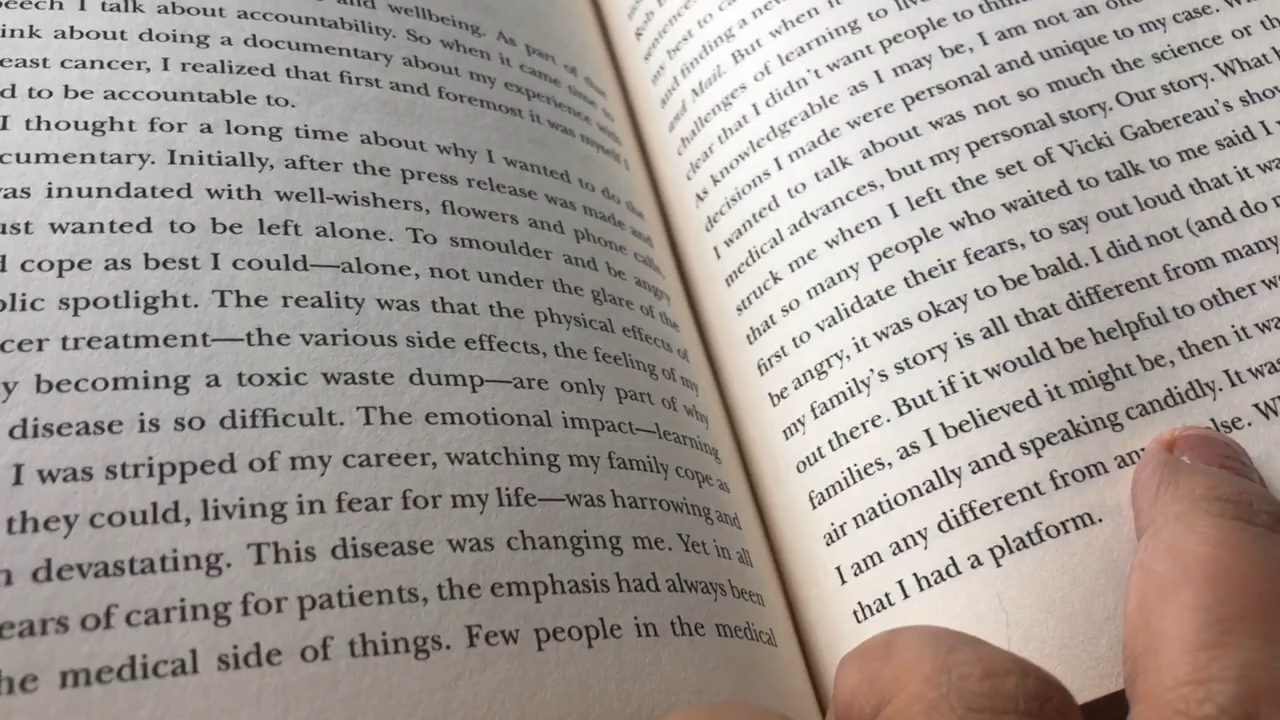 speech I talk about accountability. So when it came time to
think about doing a documentary about my experience with
east cancer, I realized that first and foremost it was myself I
d to be accountable to.
I thought for a long time about why I wanted to do the
cumentary. Initially, after the press release was made and
was inundated with well-wishers, flowers and phone calls,
ust wanted to be left alone. To smoulder and be angry
d cope as best I could—alone, not under the glare of the
blic spotlight. The reality was that the physical effects of
cer treatment—the various side effects, the feeling of my
y becoming a toxic waste dump—are only part of why
disease is so difficult. The emotional impact—learning
I was stripped of my career, watching my family cope as
they could, living in fear for my life—was harrowing and
n devastating. This disease was changing me. Yet in all
ears of caring for patients, the emphasis had always been
he medical side of things. Few people in the medical
my best to
and finding a new
and Mail. But when it
challenges of learning to live
clear that I didn't want people to think
As knowledgeable as I may be, I am not an
decisions I made were personal and unique to my case.
I wanted to talk about was not so much the science or the
medical advances, but my personal story. Our story. What
struck me when I left the set of Vicki Gabereau's show
that so many people who waited to talk to me said I
first to validate their fears, to say out loud that it was
be angry, it was okay to be bald. I did not (and do
my family's story is all that different from many
out there. But if it would be helpful to other
families, as I believed it might be, then it wa
air nationally and speaking candidly. It was
I am any different from any lse.
that I had a platform.